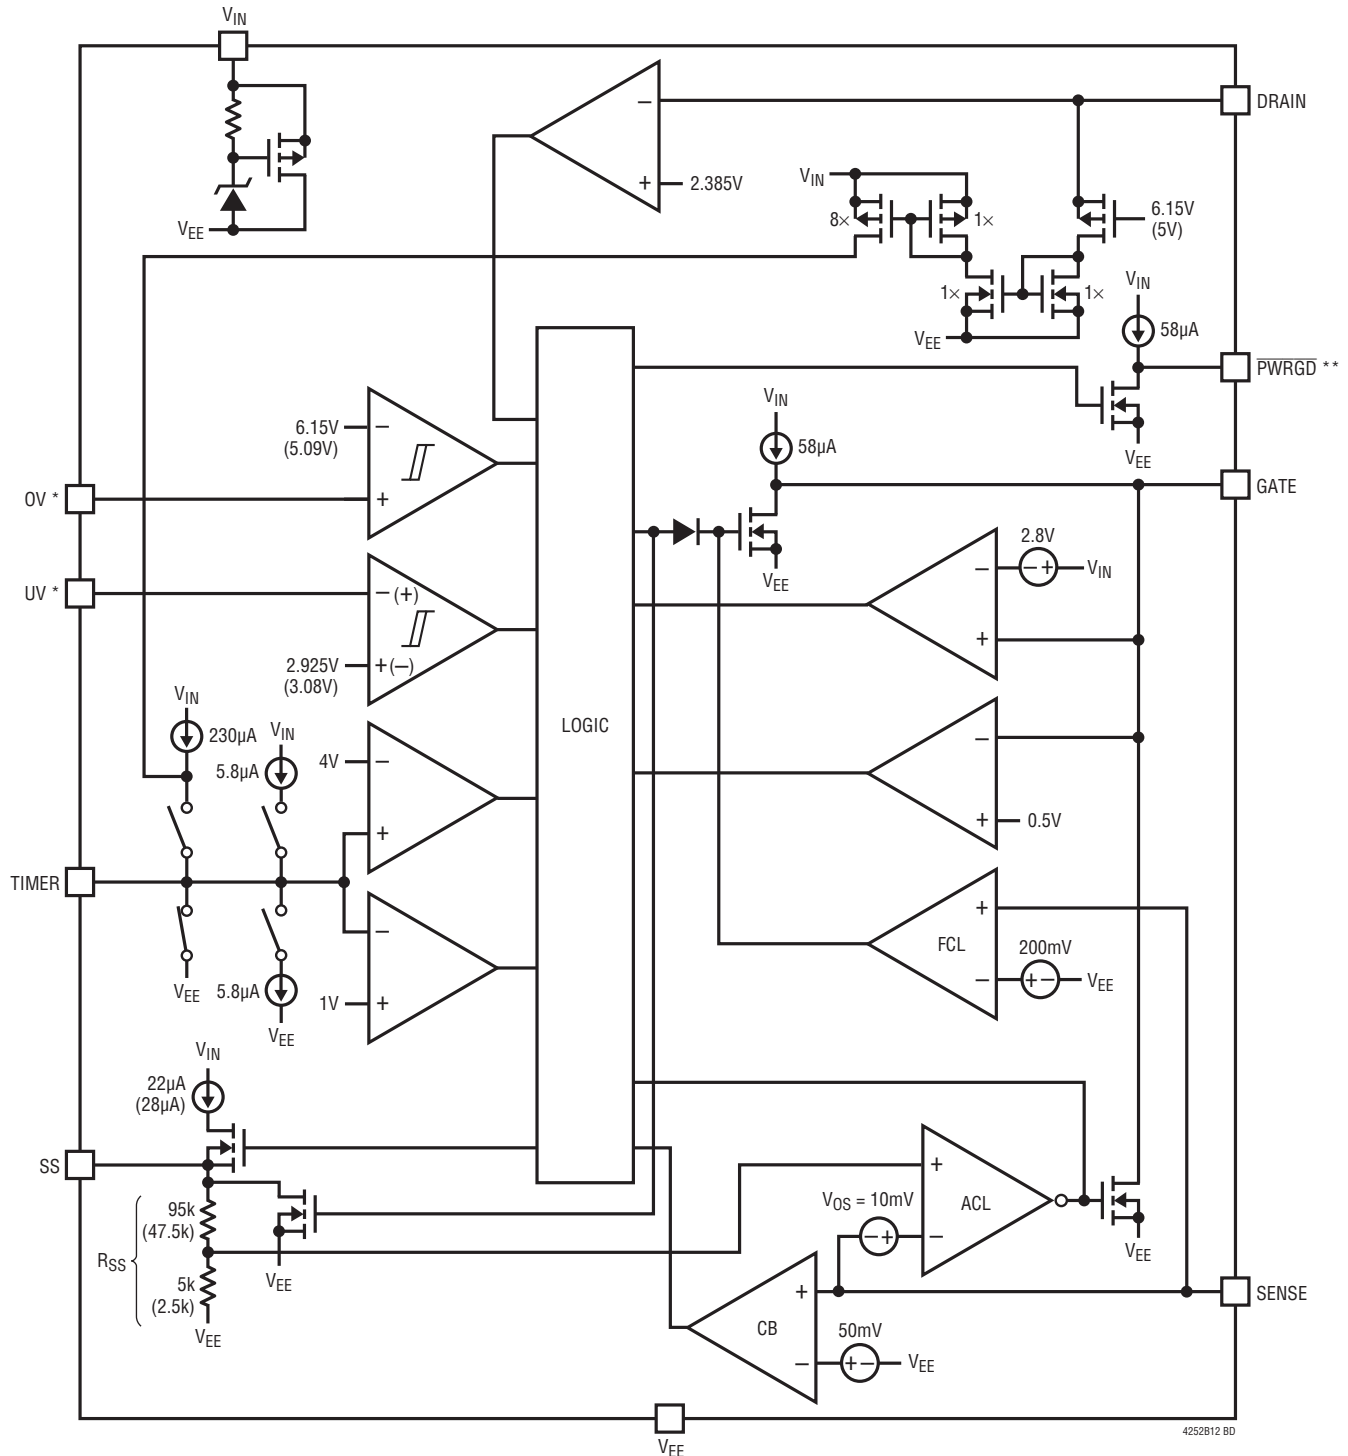 VIN
DRAIN
−
+
2.385V
VIN
8×
1×
6.15V
(5V)
VEE
1×
1×
VIN
58µA
VEE
PWRGD **
VEE
VIN
58µA
6.15V
(5.09V)
−
+
OV *
GATE
VEE
2.8V
− +
VIN
−
+
UV *
− (+)
2.925V
(3.08V)
+ (−)
LOGIC
VIN
230µA
VIN
5.8µA
4V
−
+
−
+
0.5V
TIMER
−
1V
+
VEE
5.8µA
VEE
+
FCL
−
200mV
+ −
VEE
VIN
22µA
(28µA)
SS
95k
(47.5k)
RSS
5k
(2.5k)
VEE
VEE
+
ACL
−
VOS = 10mV
− +
VEE
+
CB
−
50mV
+ −
VEE
SENSE
VEE
4252B12 BD